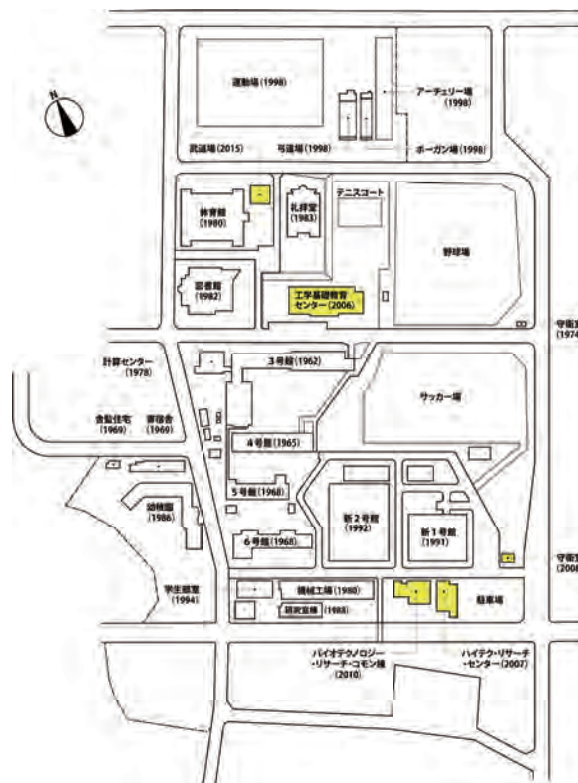 N
運動場(1998)
アーチェリー場
(1998)
武道場(2015)
弓道場(1998)
ボーガン場(1998)
体育館
(1980)
礼拝堂
(1983)
テニスコート
野球場
図書館
(1982)
工学基礎教育
センター(2006)
守衛室
(1974)
計算センター
(1978)
3号館(1962)
サッカー場
舎監住宅
(1969)
寄宿舎
(1969)
4号館(1965)
5号館(1968)
幼稚園
(1986)
新2号館
(1992)
新1号館
(1991)
6号館(1968)
守衛室
(2008)
学生部室
(1994)
機械工場(1980)
研究室棟(1988)
駐車場
バイオテクノロジー
・リサーチ・コモン棟
(2010)
ハイテク・リサーチ
・センター(2007)